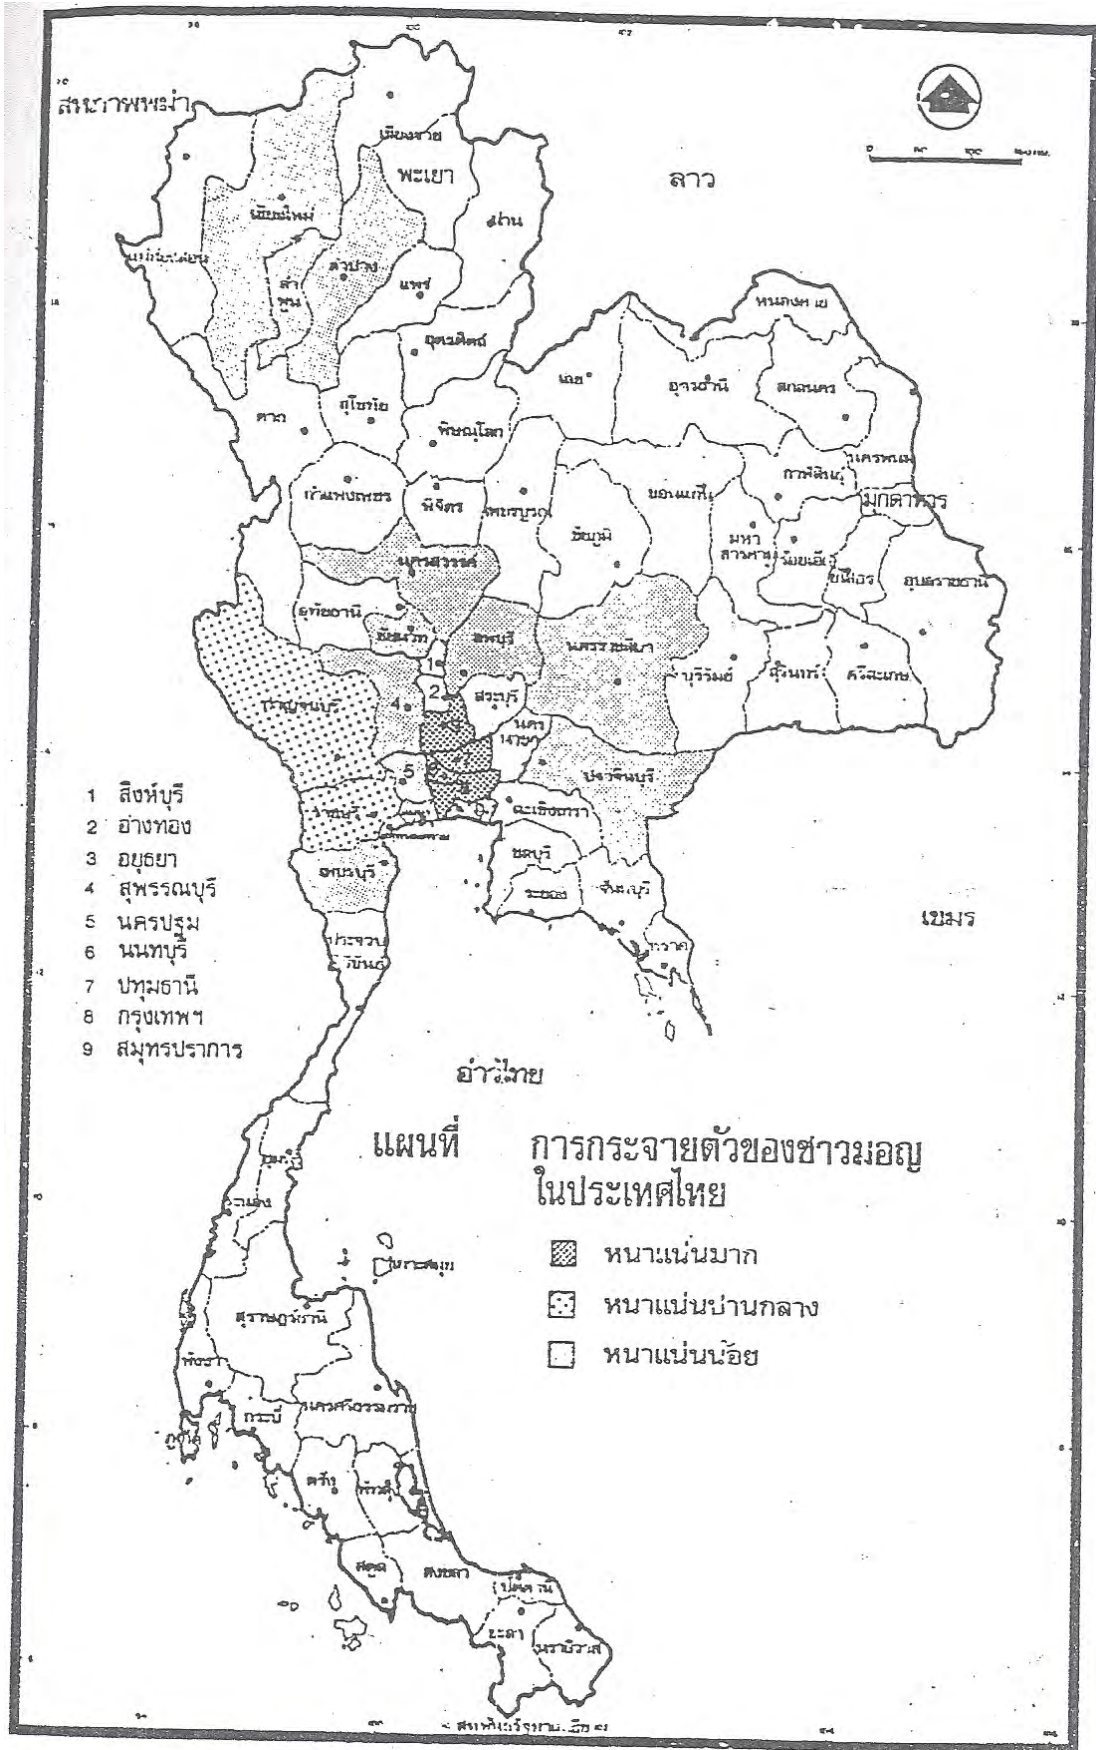 สหภาพพม่า
เชียงราย
พะเยา
ลาว
น่าน
เชียงใหม่
แม่ฮ่องสอน
ลำปาง
ลำ
พูน
แพร่
หนองคาย
อุตรดิตถ์
เลย
อุดรธานี
สกลนคร
ตาก
สุโขทัย
พิษณุโลก
นครพนม
กาฬสินธุ์
กำแพงเพชร
พิจิตร
เพชรบูรณ์
ขอนแก่น
มุกดาหาร
ชัยภูมิ
มหา
สารคาม
ร้อยเอ็ด
ยโสธร
อุบลราชธานี
นครสวรรค์
อุทัยธานี
ชัยนาท
ลพบุรี
นครราชสีมา
บุรีรัมย์
สุรินทร์
ศรีสะเกษ
1
2
สระบุรี
กาญจนบุรี
4
นคร
นายก
5
ปราจีนบุรี
ราชบุรี
ฉะเชิงเทรา
9
ชลบุรี
เพชรบุรี
ระยอง
จันทบุรี
ตราด
เขมร
ประจวบ
คีรีขันธ์
1 สิงห์บุรี
2 อ่างทอง
3 อยุธยา
4 สุพรรณบุรี
5 นครปฐม
6 นนทบุรี
7 ปทุมธานี
8 กรุงเทพฯ
9 สมุทรปราการ
อ่าวไทย
แผนที่
การกระจายตัวของชาวมอญ
ในประเทศไทย
หนาแน่นมาก
หนาแน่นปานกลาง
หนาแน่นน้อย
ระนอง
เกาะสมุย
สุราษฎร์ธานี
พังงา
กระบี่
นครศรีธรรมราช
ภูเก็ต
ตรัง
พัทลุง
สตูล
สงขลา
ปัตตานี
ยะลา
นราธิวาส